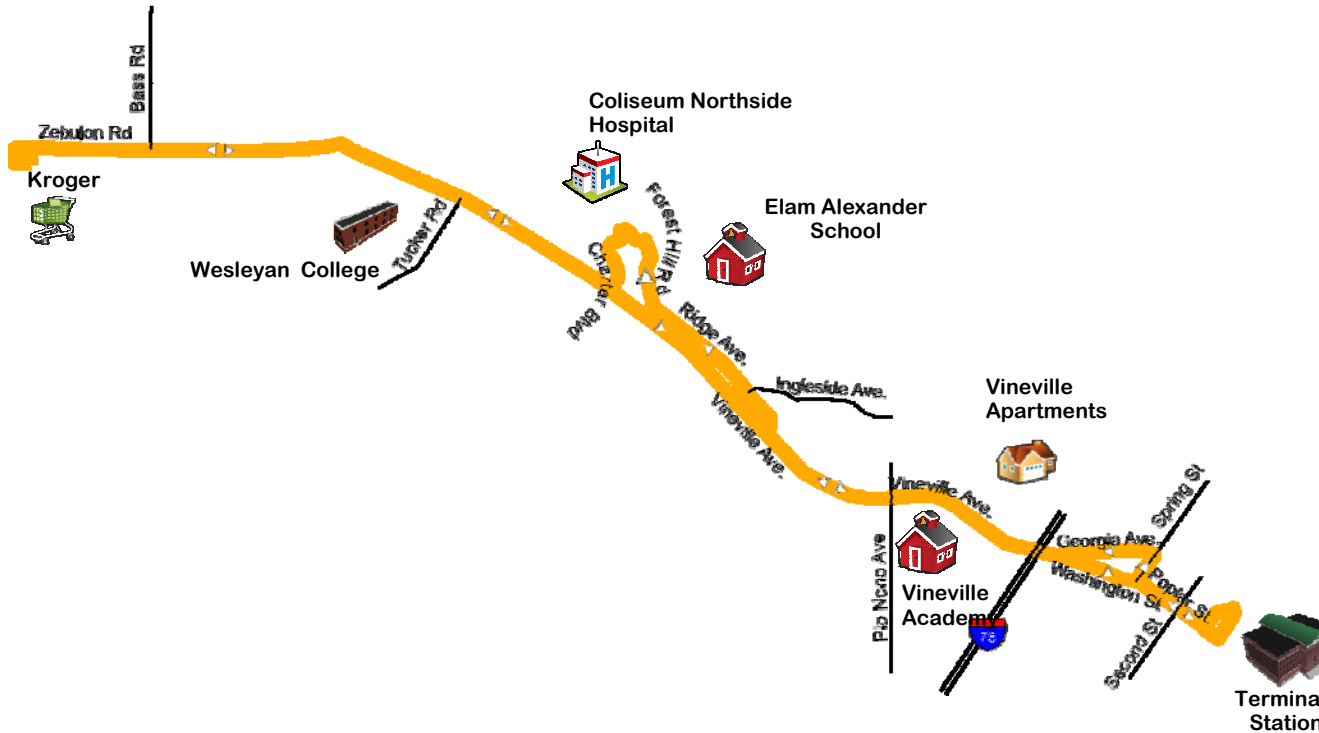 Bass Rd
Zebulon Rd
Kroger
Coliseum Northside
Hospital
Forest Hill Rd
Elam Alexander
School
Tucker Rd
Wesleyan College
Charter Blvd
Ridge Ave.
Ingleside Ave.
Vineville Ave.
Vineville
Apartments
Vineville Ave.
Spring St
Georgia Ave.
Pio Nono Ave
Washington St
Poplar St.
Vineville
Academy
75
Second St
Termina
Station